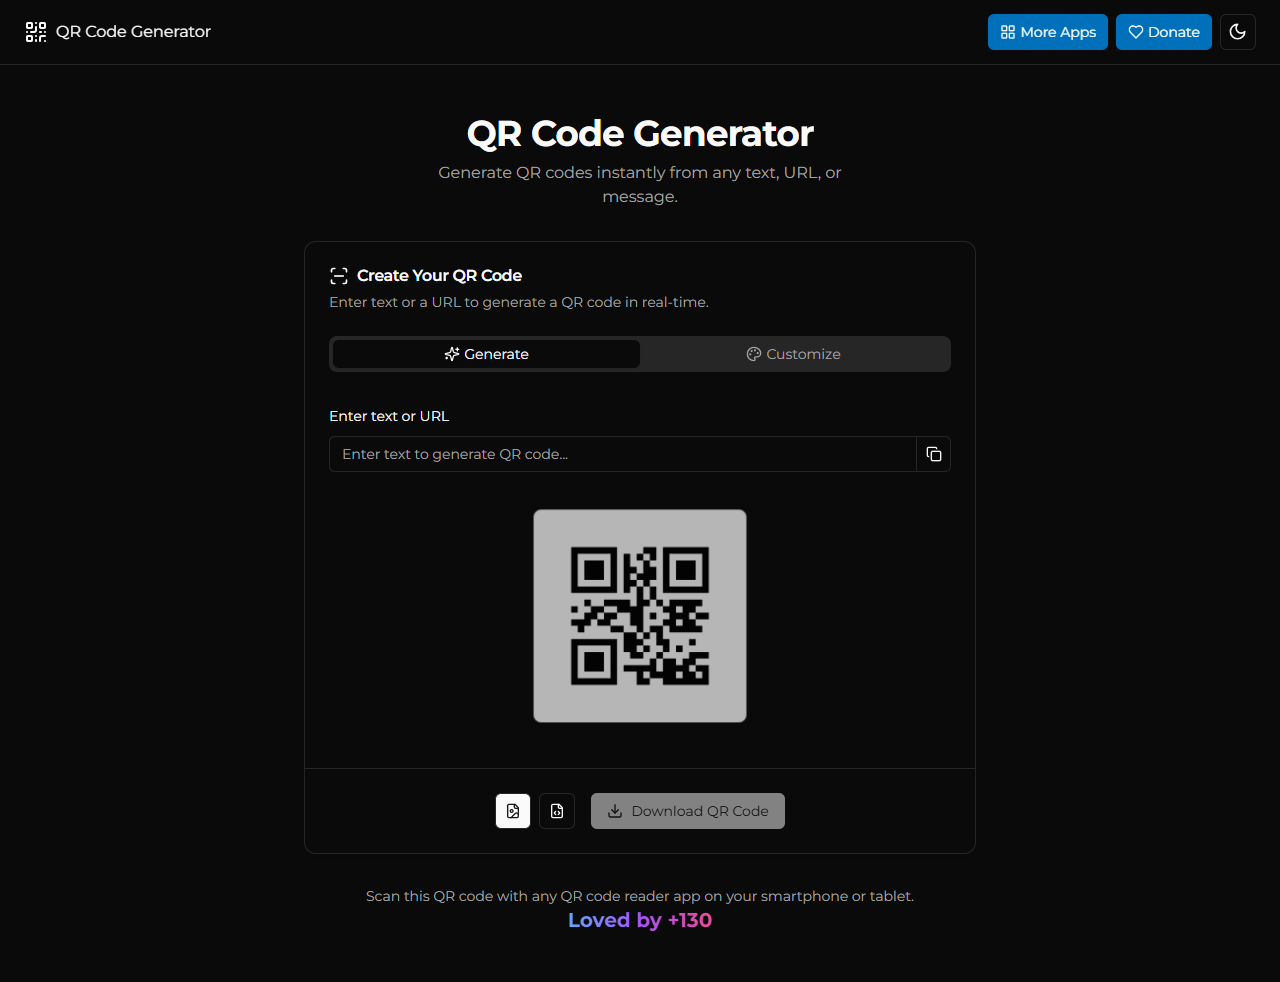 QR Code Generator
More Apps
Donate
QR Code Generator
Generate QR codes instantly from any text, URL, or
message.
Create Your QR Code
Enter text or a URL to generate a QR code in real-time.
Generate
Customize
Enter text or URL
Enter text to generate QR code...
Download QR Code
Scan this QR code with any QR code reader app on your smartphone or tablet.
Loved by +130